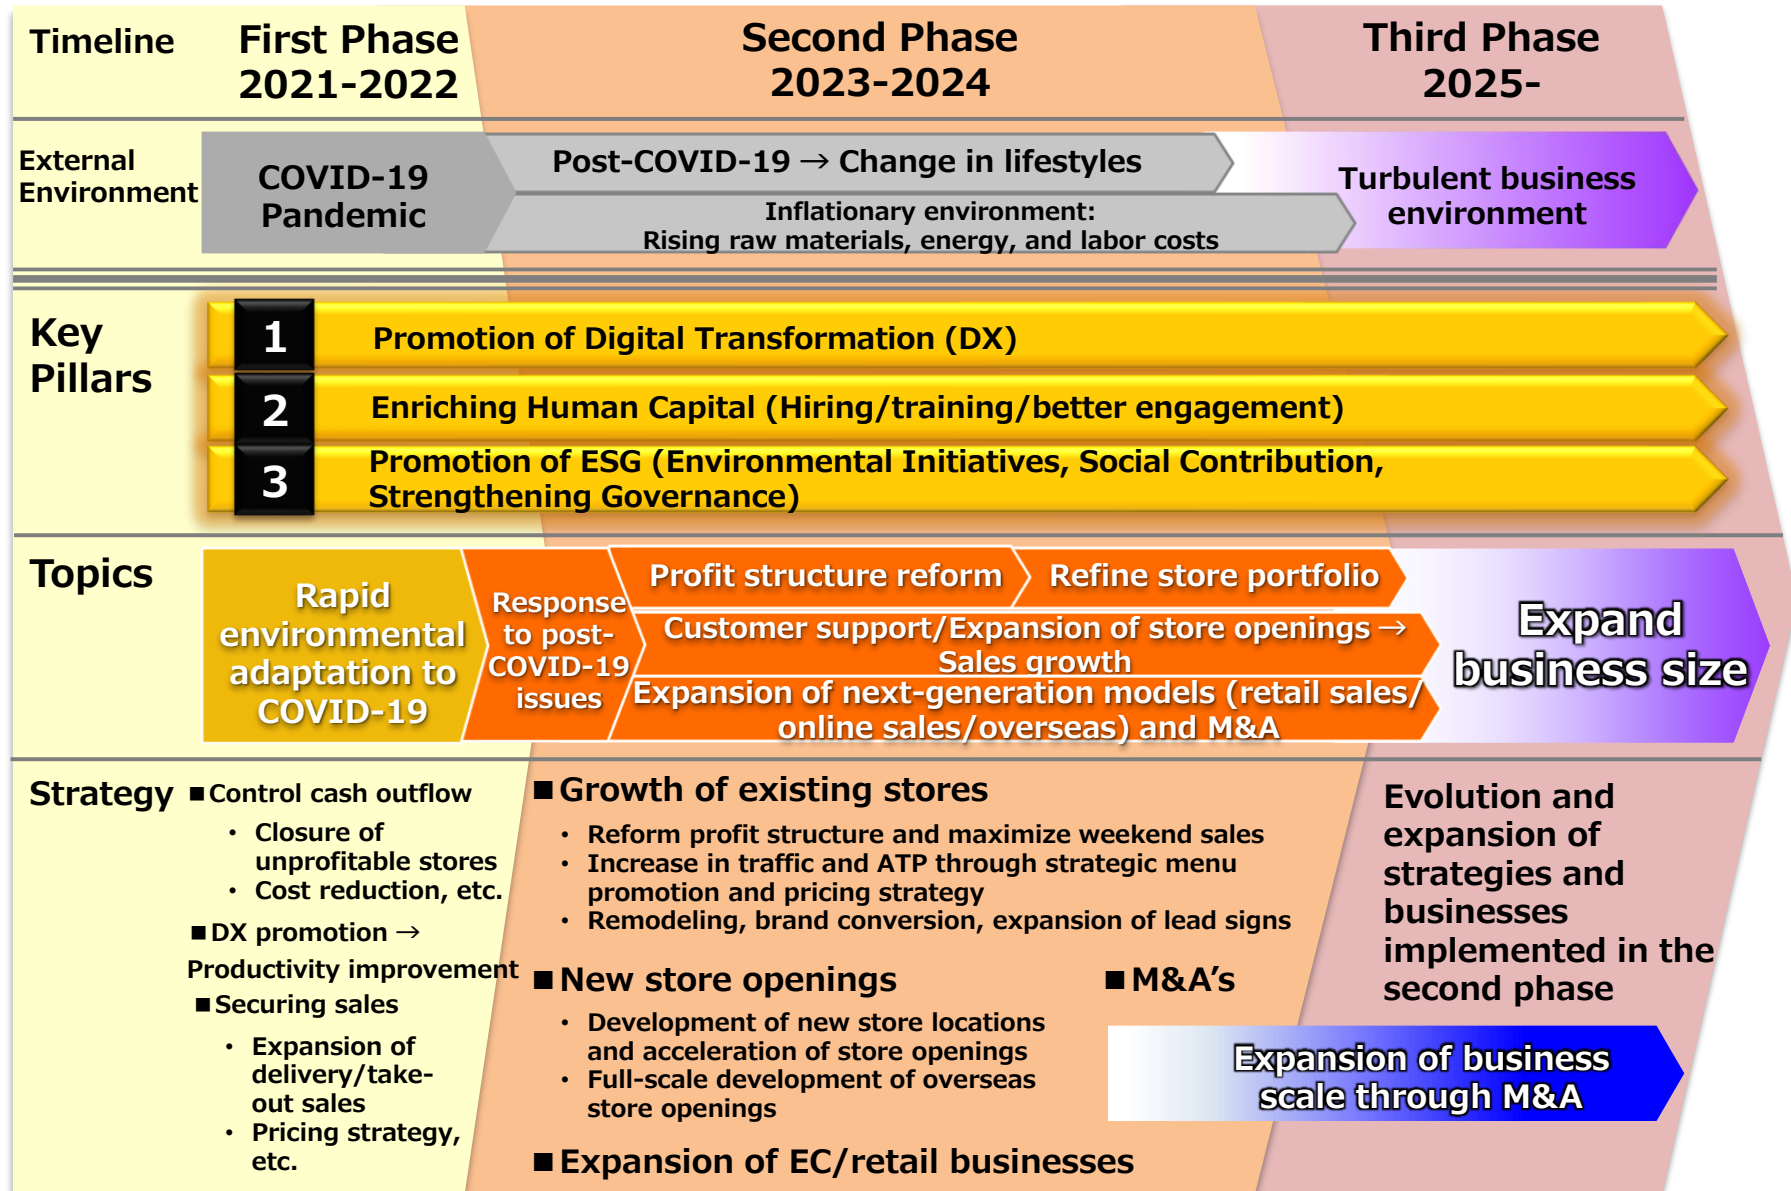 Timeline
First Phase
2021-2022
Second Phase
2023-2024
Third Phase
2025-
External
Environment
COVID-19
Pandemic
Post-COVID-19 → Change in lifestyles
Inflationary environment:
Rising raw materials, energy, and labor costs
Turbulent business
environment
Key
Pillars
1
Promotion of Digital Transformation (DX)
2
Enriching Human Capital (Hiring/training/better engagement)
3
Promotion of ESG (Environmental Initiatives, Social Contribution,
Strengthening Governance)
Topics
Rapid
environmental
adaptation to
COVID-19
Response
to post-
COVID-19
issues
Profit structure reform
Refine store portfolio
Customer support/Expansion of store openings →
Sales growth
Expansion of next-generation models (retail sales/
online sales/overseas) and M&A
Expand
business size
Strategy
■ Control cash outflow
• Closure of
unprofitable stores
• Cost reduction, etc.
■ DX promotion →
Productivity improvement
■ Securing sales
• Expansion of
delivery/take-
out sales
• Pricing strategy,
etc.
■ Growth of existing stores
• Reform profit structure and maximize weekend sales
• Increase in traffic and ATP through strategic menu
promotion and pricing strategy
• Remodeling, brand conversion, expansion of lead signs
■ New store openings
• Development of new store locations
and acceleration of store openings
• Full-scale development of overseas
store openings
■ Expansion of EC/retail businesses
■ M&A’s
Evolution and
expansion of
strategies and
businesses
implemented in the
second phase
Expansion of business
scale through M&A